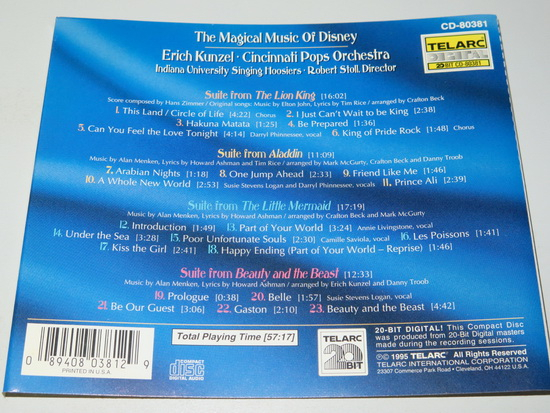 The Magical Music Of Disney
CD-80381
Erich Kunzel · Cincinnati Pops Orchestra
Indiana University Singing Hoosiers · Robert Stoll, Director
TELARC
DIGITAL
20-BIT CD-80381
Suite from The Lion King [16:02]
Score composed by Hans Zimmer / Original songs: Music by Elton John, Lyrics by Tim Rice / arranged by Crafton Beck
1. This Land / Circle of Life [4:22] Chorus 2. I Just Can't Wait to be King [2:38]
3. Hakuna Matata [1:25] 4. Be Prepared [1:36]
5. Can You Feel the Love Tonight [4:14] Darryl Phinnessee, vocal 6. King of Pride Rock [1:48] Chorus
Suite from Aladdin [11:09]
Music by Alan Menken, Lyrics by Howard Ashman and Tim Rice / arranged by Mark McGurty, Crafton Beck and Danny Troob
7. Arabian Nights [1:18] 8. One Jump Ahead [2:02] 9. Friend Like Me [2:17]
10. A Whole New World [2:53] Susie Stevens Logan and Darryl Phinnessee, vocals 11. Prince Ali [2:39]
Suite from The Little Mermaid [17:19]
Music by Alan Menken, Lyrics by Howard Ashman / arranged by Crafton Beck and Mark McGurty
12. Introduction [1:49] 13. Part of Your World [3:24] Annie Livingstone, vocal
14. Under the Sea [3:28] 15. Poor Unfortunate Souls [2:30] Camille Saviola, vocal 16. Les Poissons [1:41]
17. Kiss the Girl [2:41] 18. Happy Ending (Part of Your World - Reprise) [1:46]
Suite from Beauty and the Beast [12:33]
Music by Alan Menken, Lyrics by Howard Ashman / arranged by Erich Kunzel and Danny Troob
19. Prologue [0:38] 20. Belle [1:57] Susie Stevens Logan, vocal
21. Be Our Guest [3:06] 22. Gaston [2:10] 23. Beauty and the Beast [4:42]
Total Playing Time [57:17]
0 89408 03812 9
PRINTED IN U.S.A.
COMPACT
disc
DIGITAL AUDIO
TELARC
20
BIT
20-BIT DIGITAL! This Compact Disc
was produced from 20-BIT masters made
during the recording sessions.
℗ © 1995 TELARC® All Rights Reserved
TELARC INTERNATIONAL CORPORATION
23307 Commerce Park Road • Cleveland, OH 44122 U.S.A.